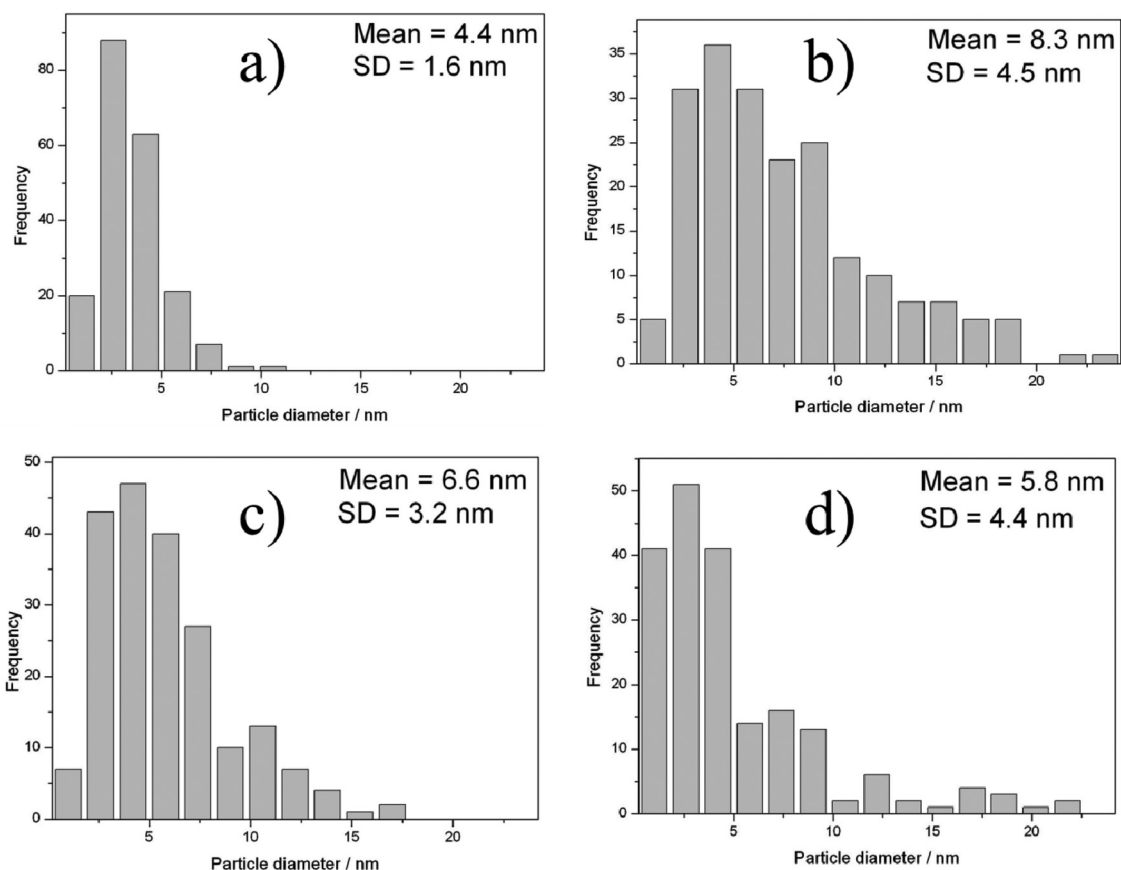 a)
Mean = 4.4 nm
SD = 1.6 nm
Frequency
80
60
40
20
0
5
10
15
20
Particle diameter / nm
b)
Mean = 8.3 nm
SD = 4.5 nm
Frequency
35
30
25
20
15
10
5
0
5
10
15
20
Particle diameter / nm
c)
Mean = 6.6 nm
SD = 3.2 nm
Frequency
50
40
30
20
10
0
5
10
15
20
Particle diameter / nm
d)
Mean = 5.8 nm
SD = 4.4 nm
Frequency
50
40
30
20
10
0
5
10
15
20
Particle diameter / nm